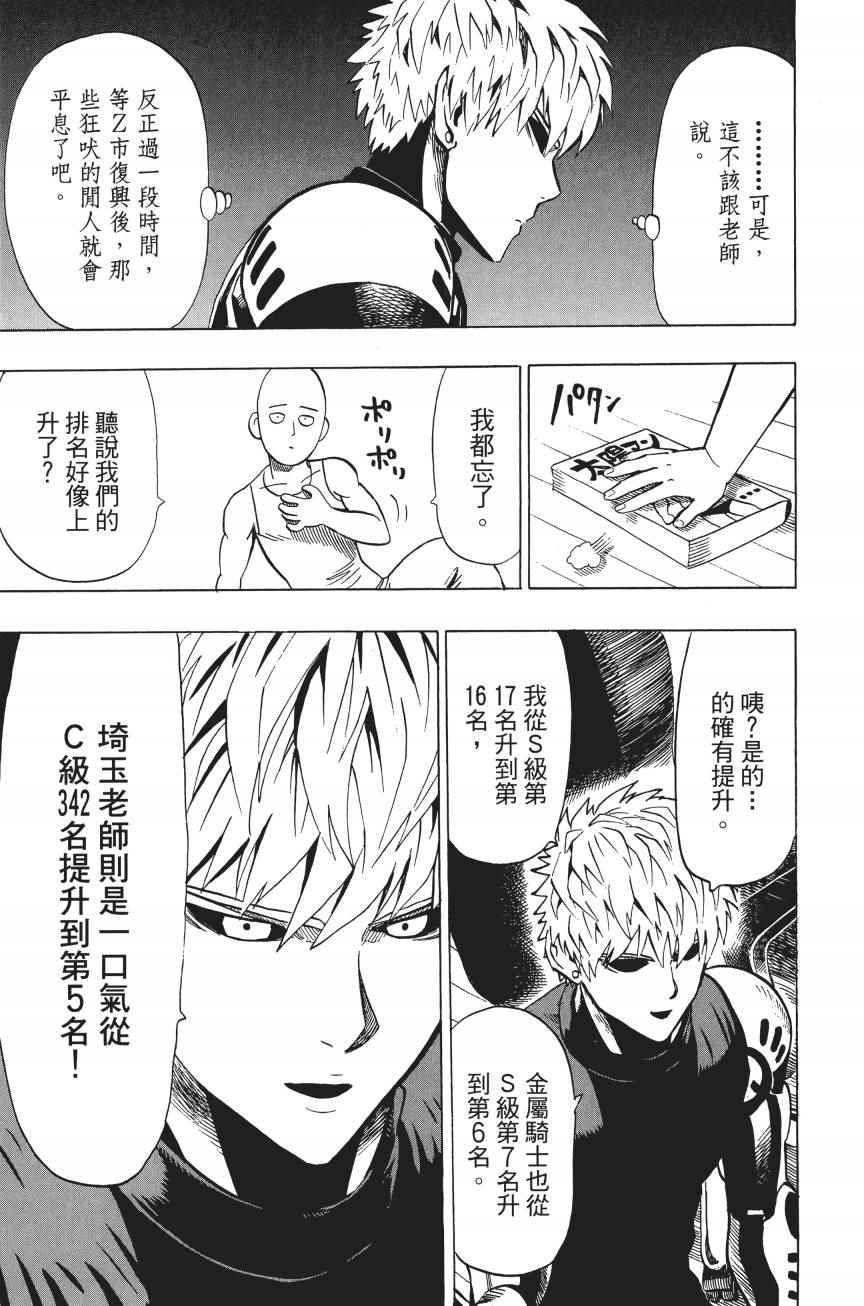 ………可是，
這不該跟老師
說。
反正過一段時間，
等Z市復興後，那
些狂吠的閒人就會
平息了吧。
パタン
太陽マン
我都忘了。
ポリポリ
聽說我們的
排名好像上
升了？
咦？是的…
的確有提升。
我從S級第
17名升到第
16名，
金屬騎士也從
S級第7名升
到第6名。
埼玉老師則是一口氣從
C級342名提升到第5名！